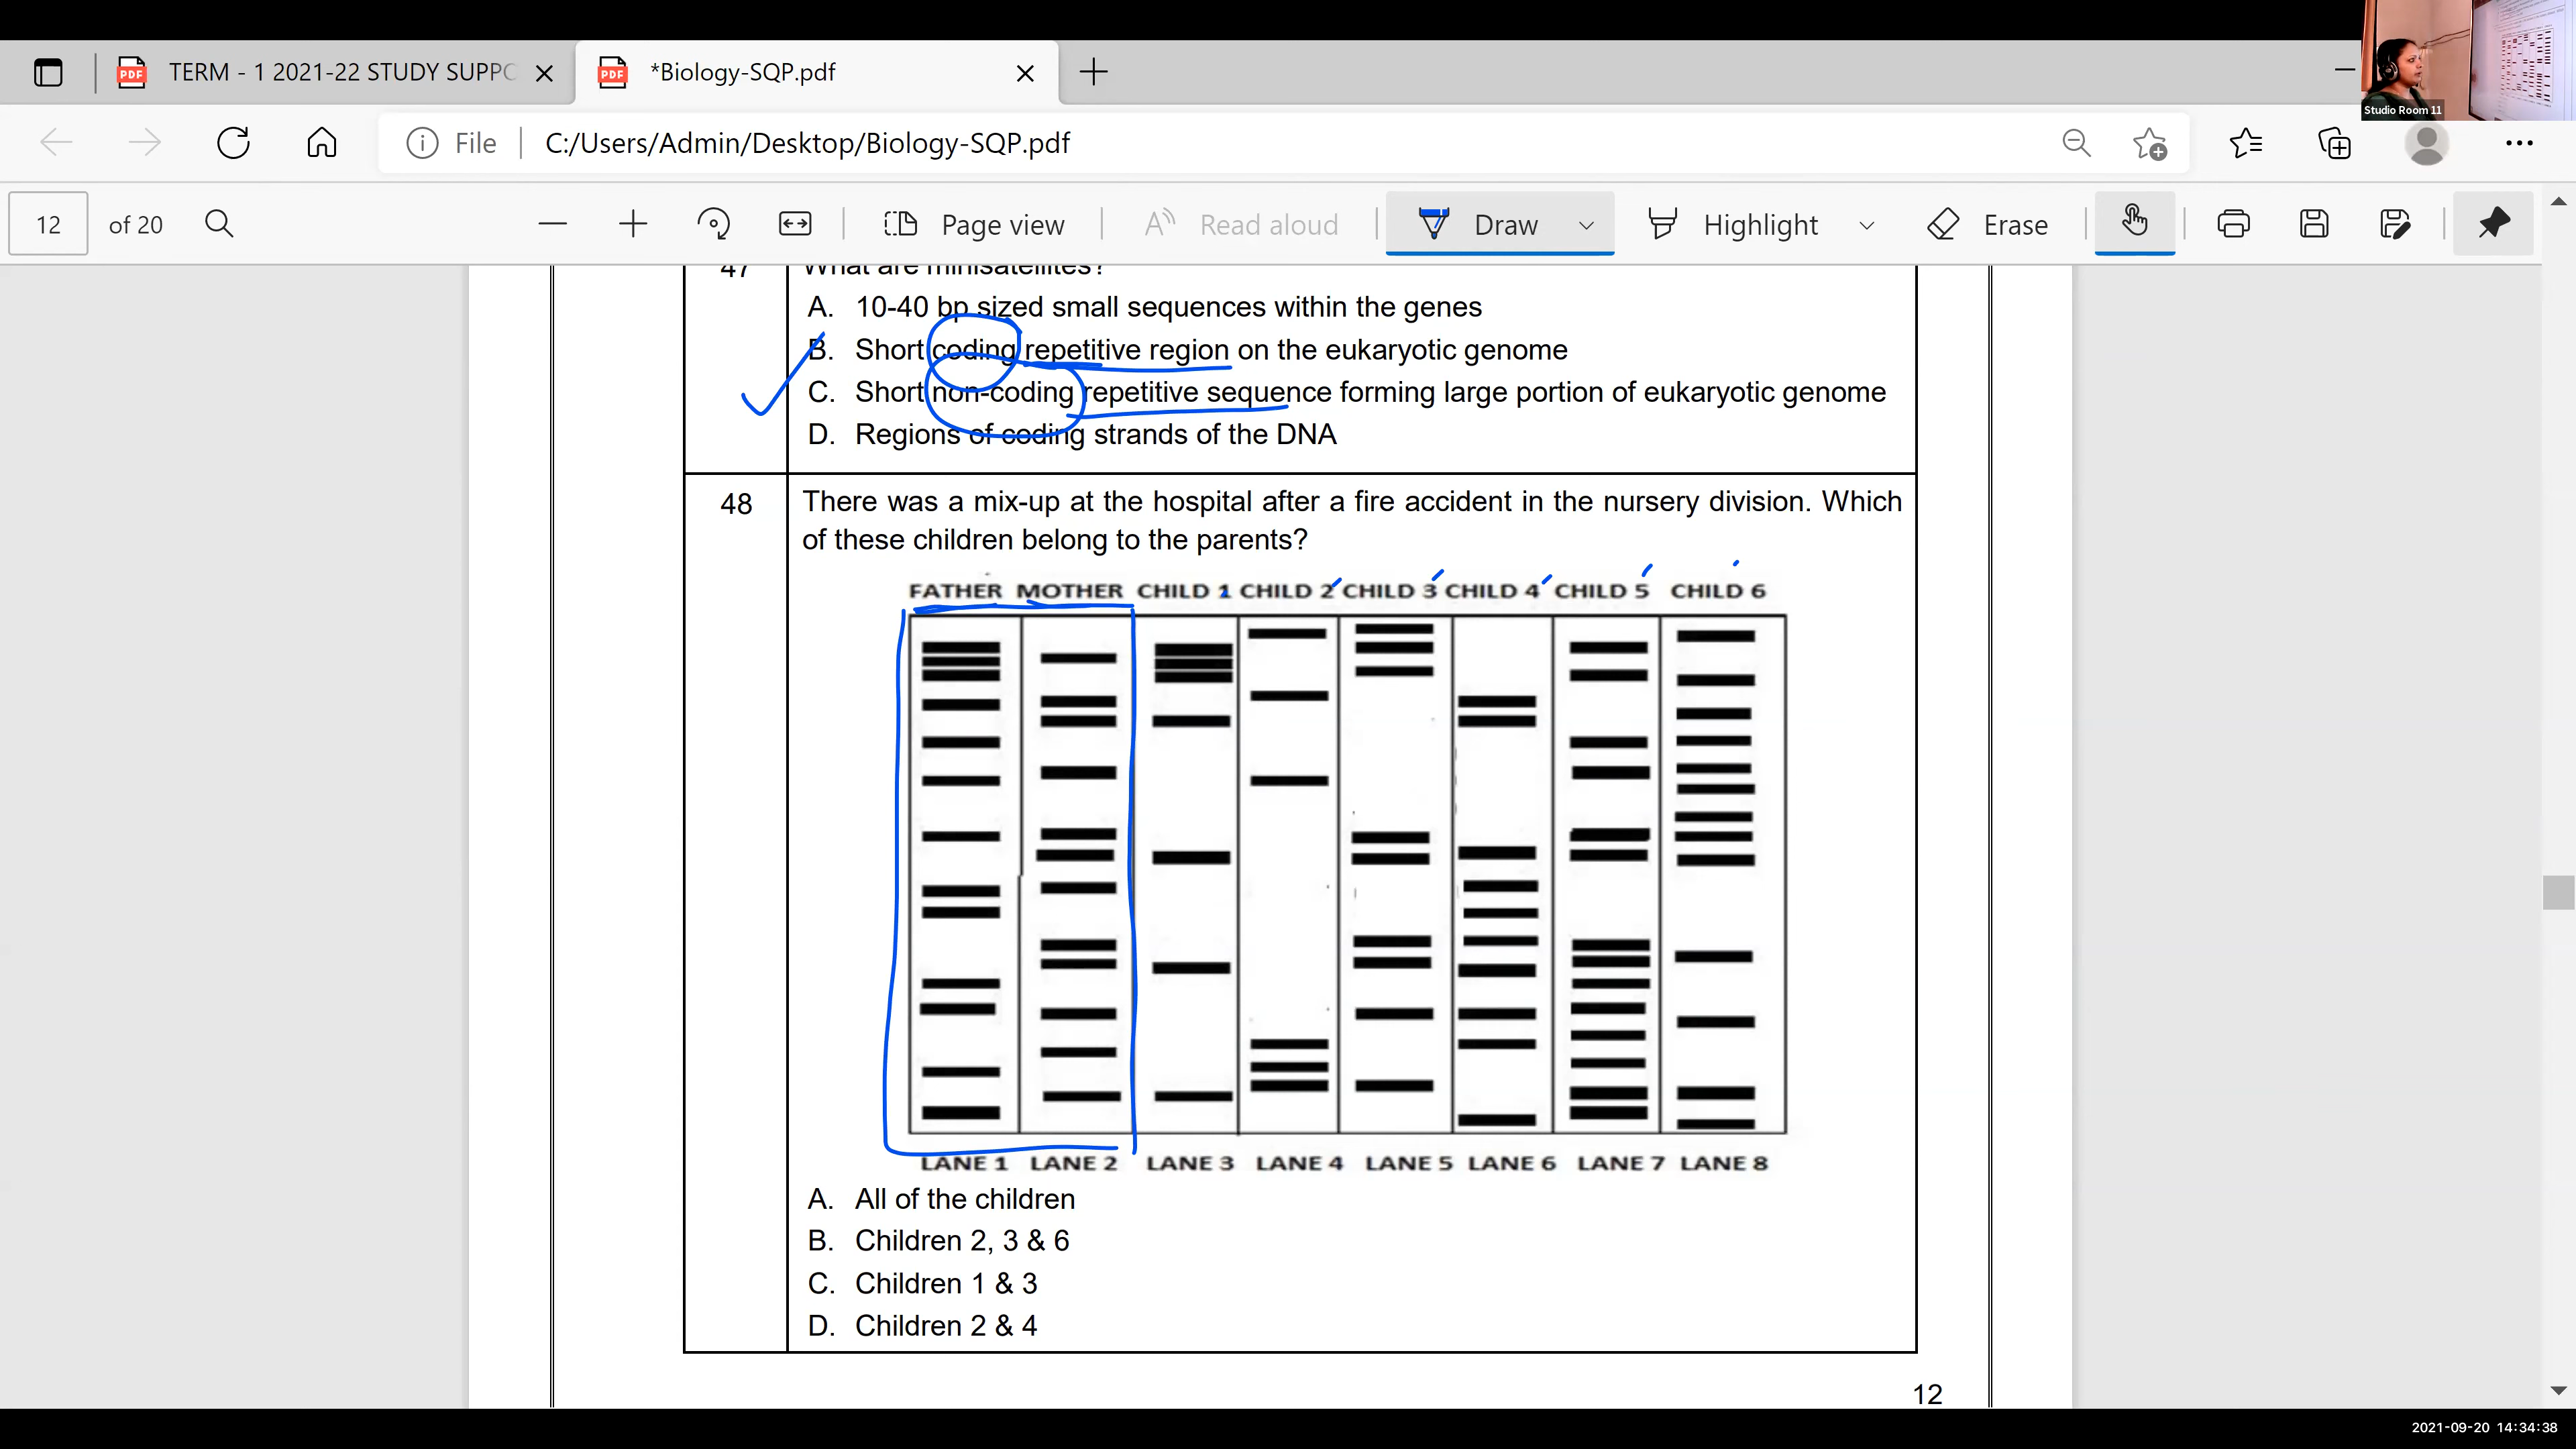 TERM - 1 2021-22 STUDY SUPPO
*Biology-SQP.pdf
Studio Room 11
File
C:/Users/Admin/Desktop/Biology-SQP.pdf
12 of 20
Page view
Read aloud
Draw
Highlight
Erase
47 What are minisatellites?
A. 10-40 bp sized small sequences within the genes
B. Short coding repetitive region on the eukaryotic genome
C. Short non-coding repetitive sequence forming large portion of eukaryotic genome
D. Regions of coding strands of the DNA
48 There was a mix-up at the hospital after a fire accident in the nursery division. Which
of these children belong to the parents?
FATHER MOTHER CHILD 1 CHILD 2 CHILD 3 CHILD 4 CHILD 5 CHILD 6
LANE 1 LANE 2 LANE 3 LANE 4 LANE 5 LANE 6 LANE 7 LANE 8
A. All of the children
B. Children 2, 3 & 6
C. Children 1 & 3
D. Children 2 & 4
12
2021-09-20 14:34:38